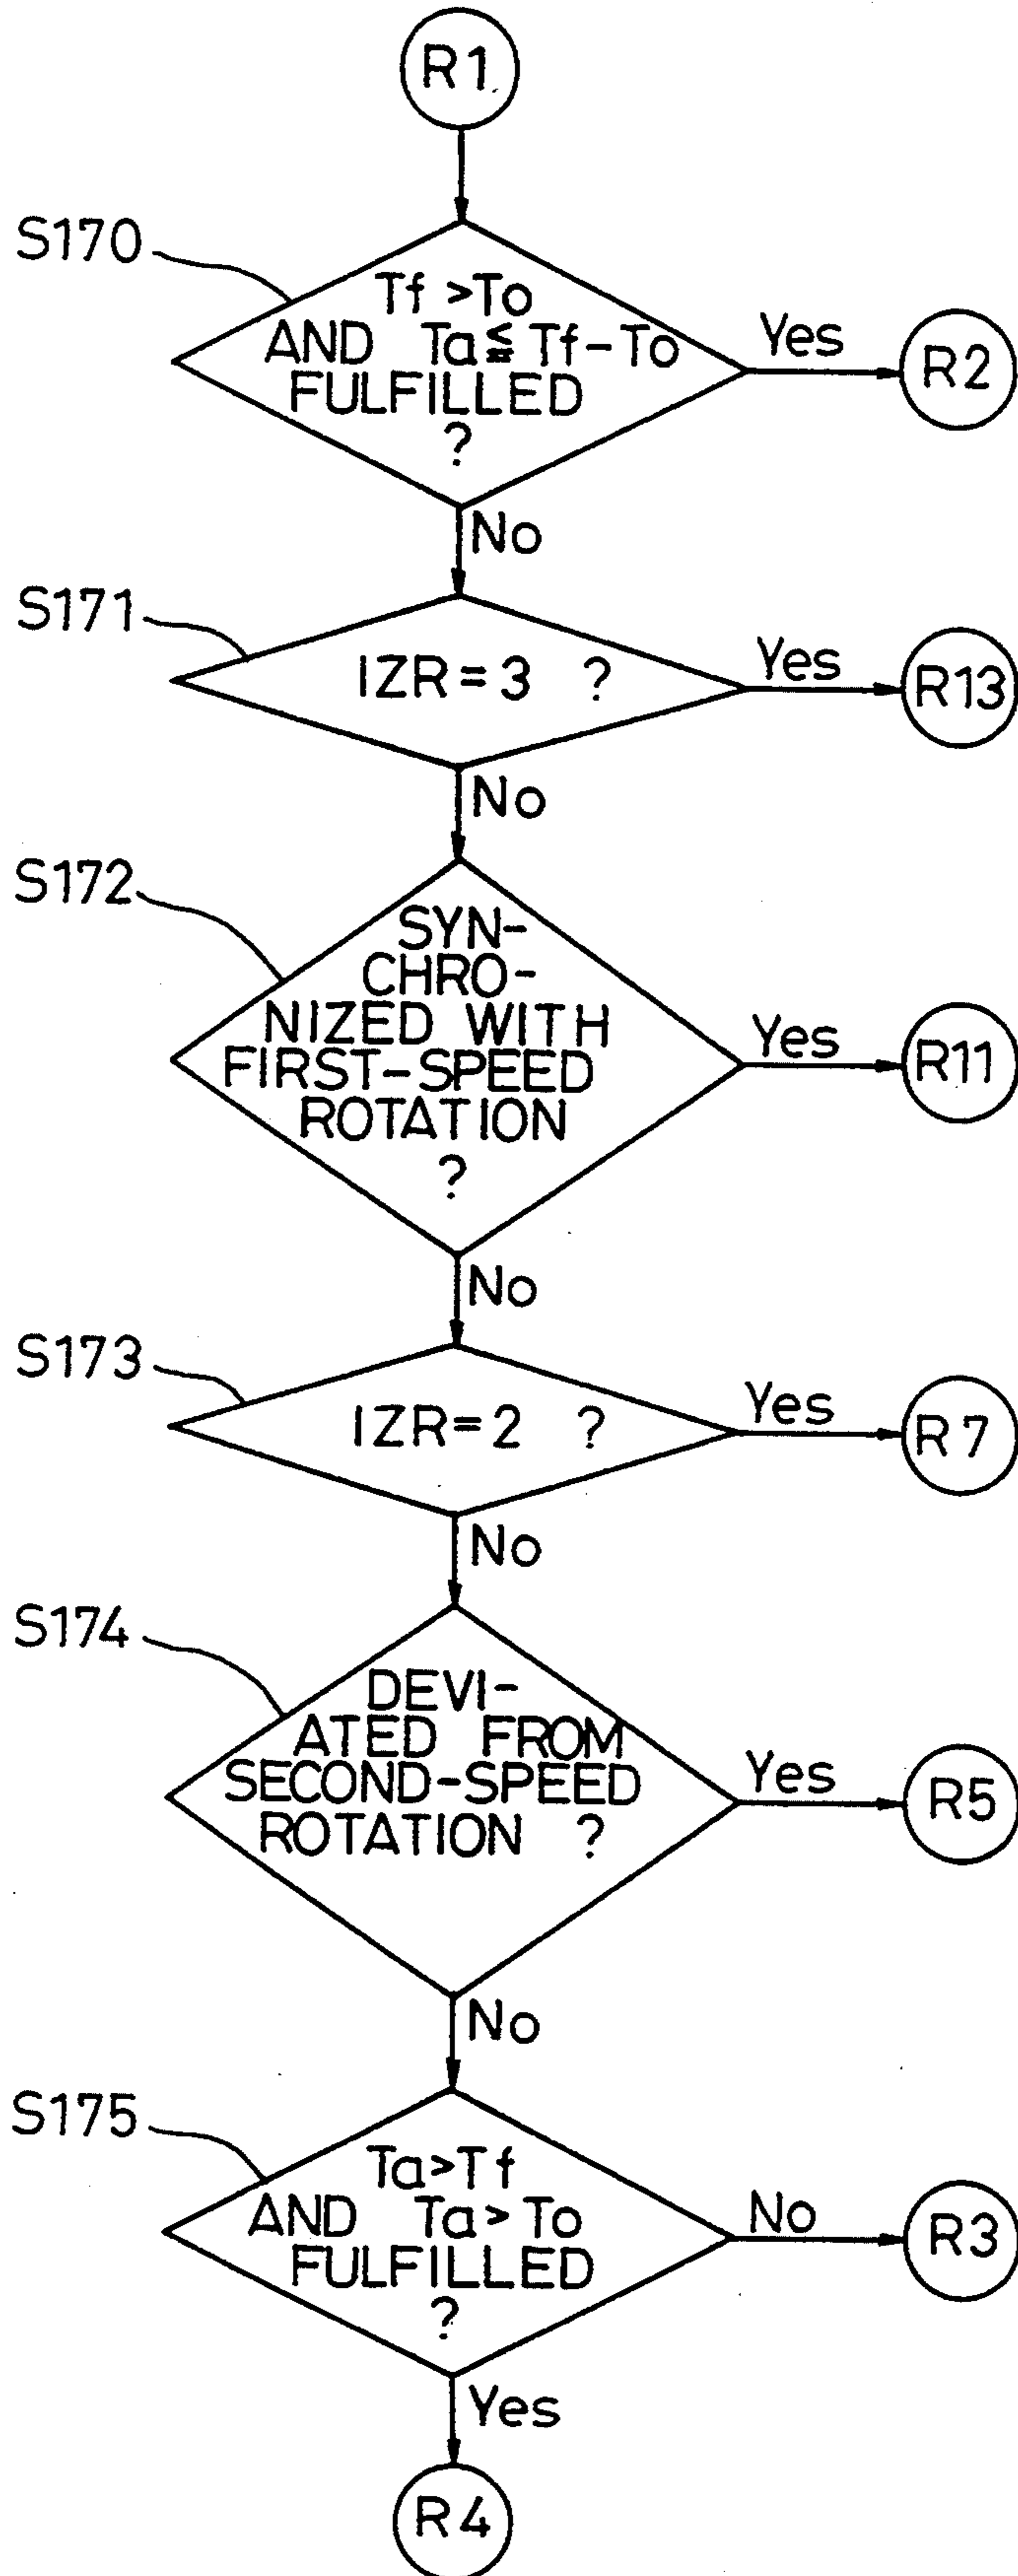 R1
S170
Tf >To
AND Ta≦Tf-To
FULFILLED
?
Yes
R2
No
S171
IZR=3 ?
Yes
R13
No
S172
SYN-
CHRO-
NIZED WITH
FIRST-SPEED
ROTATION
?
Yes
R11
No
S173
IZR=2 ?
Yes
R7
No
S174
DEVI-
ATED FROM
SECOND-SPEED
ROTATION ?
Yes
R5
No
S175
Ta>Tf
AND Ta>To
FULFILLED
?
No
R3
Yes
R4